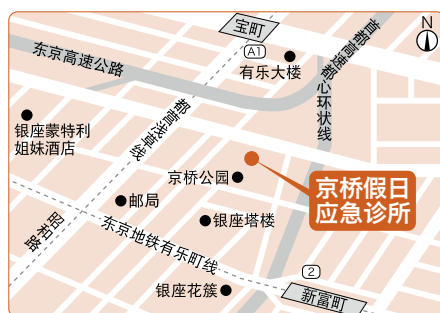 宝町
N
A1
东京高速公路
有乐大楼
首都高速都心环状线
银座蒙特利
姐妹酒店
都营浅草线
京桥公园
京桥假日
应急诊所
邮局
银座塔楼
昭和路
东京地铁有乐町线
2
银座花簇
新富町